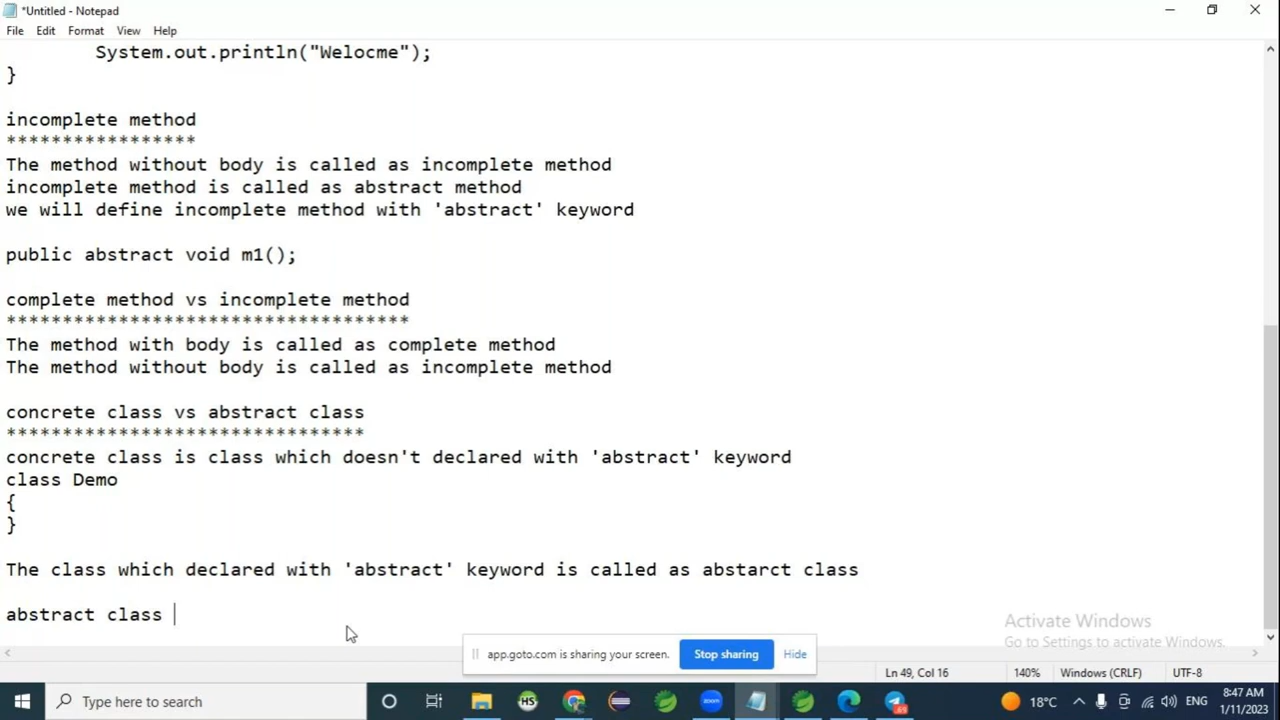 *Untitled - Notepad
File Edit Format View Help
System.out.println("Welocme");
}
incomplete method
*****************
The method without body is called as incomplete method
incomplete method is called as abstract method
we will define incomplete method with 'abstract' keyword
public abstract void m1();
complete method vs incomplete method
************************************
The method with body is called as complete method
The method without body is called as incomplete method
concrete class vs abstract class
********************************
concrete class is class which doesn't declared with 'abstract' keyword
class Demo
{
}
The class which declared with 'abstract' keyword is called as abstarct class
abstract class
Activate Windows
Go to Settings to activate Windows.
app.goto.com is sharing your screen. Stop sharing Hide
Ln 49, Col 16 140% Windows (CRLF) UTF-8
Type here to search HS zoom 18°C ENG 8:47 AM
1/11/2023